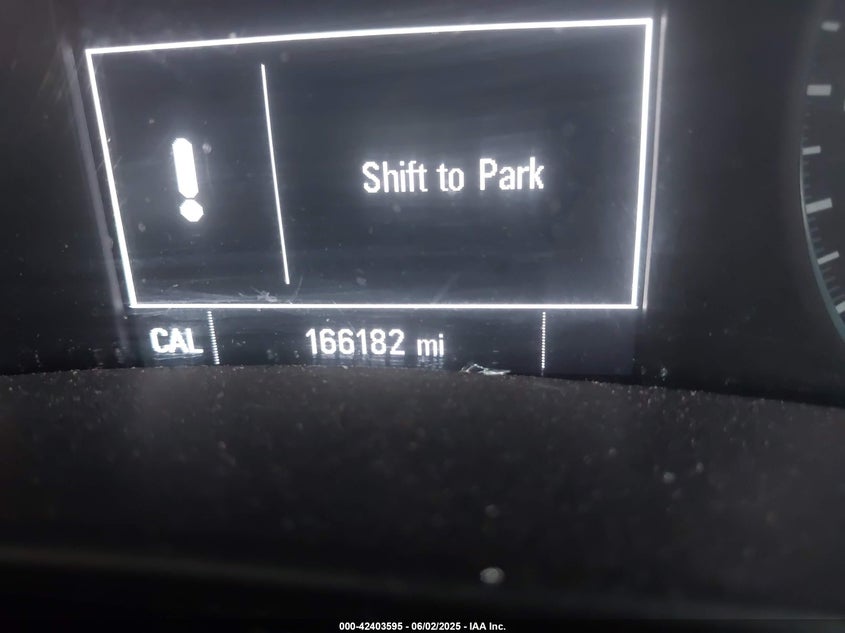 Shift to Park
CAL 166182 mi
000-42403595 - 06/02/2025 - IAA Inc.